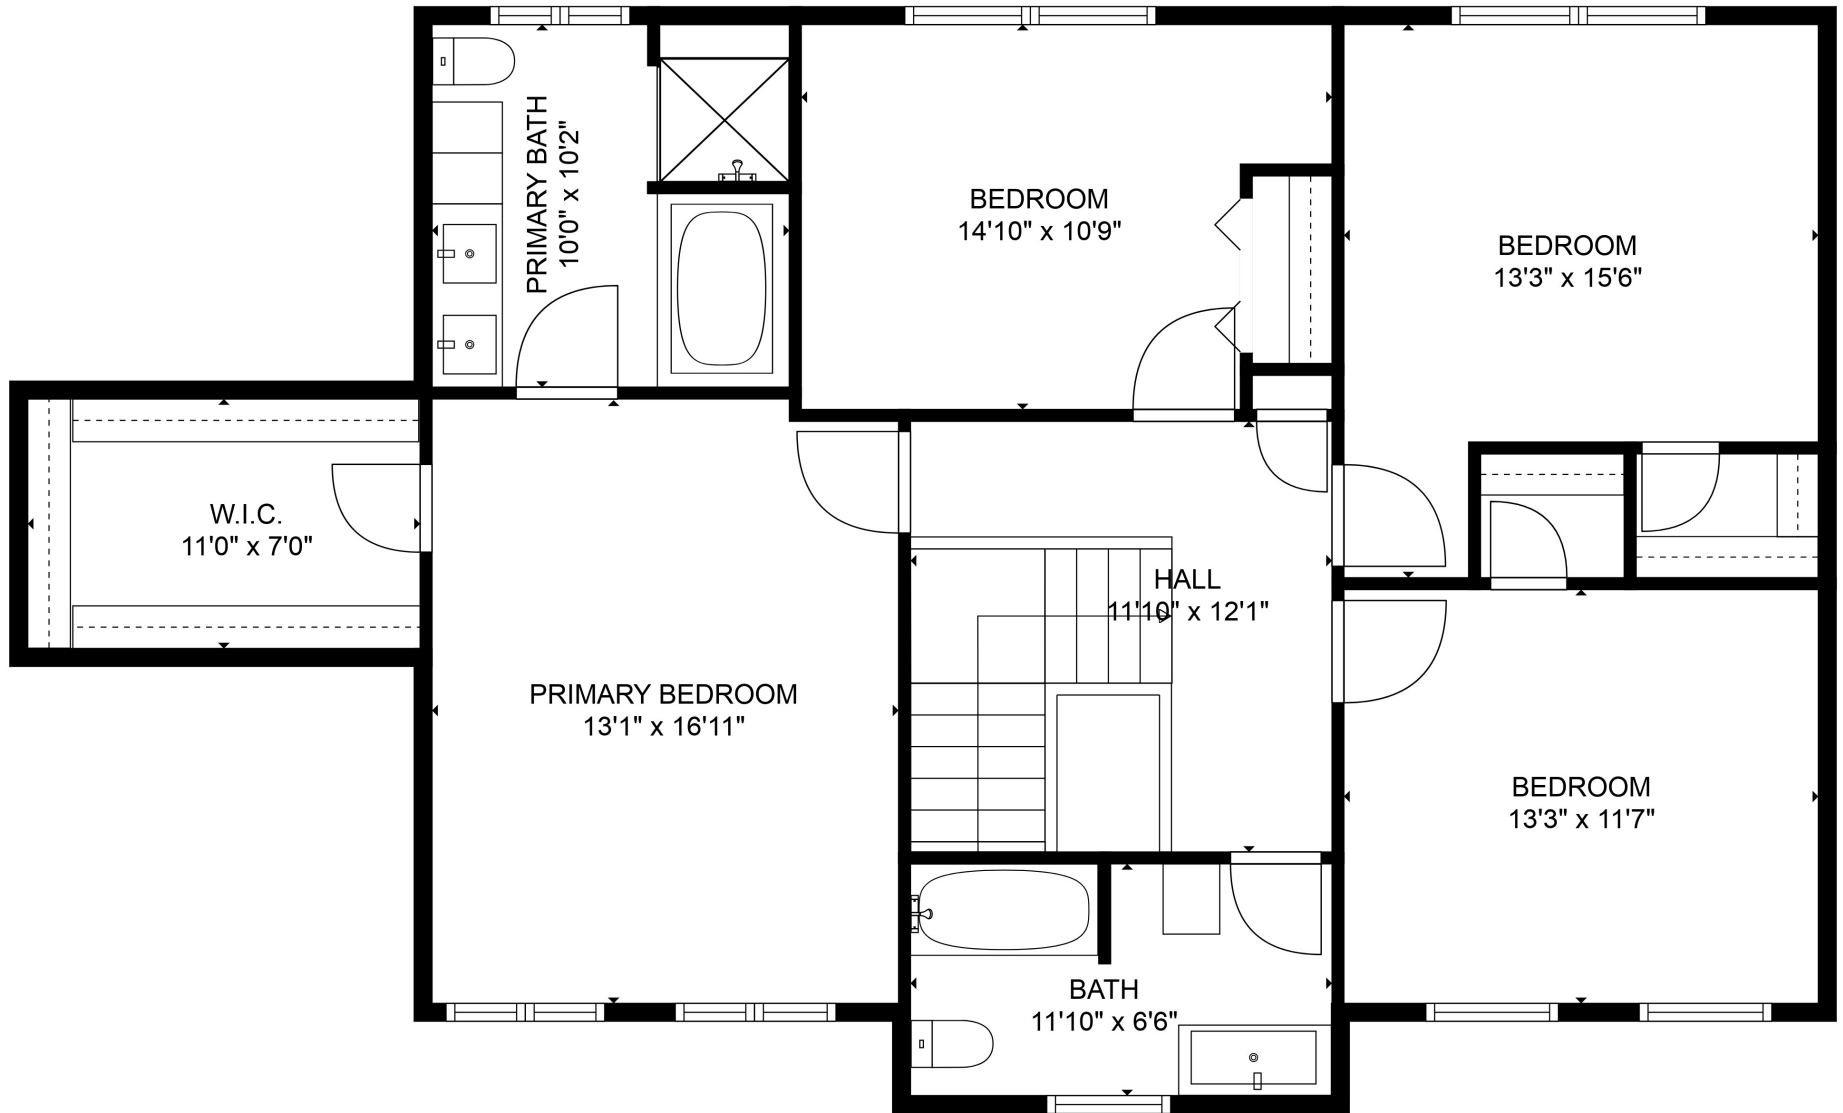 PRIMARY BATH
10'0" x 10'2"
BEDROOM
14'10" x 10'9"
BEDROOM
13'3" x 15'6"
W.I.C.
11'0" x 7'0"
HALL
11'10" x 12'1"
PRIMARY BEDROOM
13'1" x 16'11"
BEDROOM
13'3" x 11'7"
BATH
11'10" x 6'6"